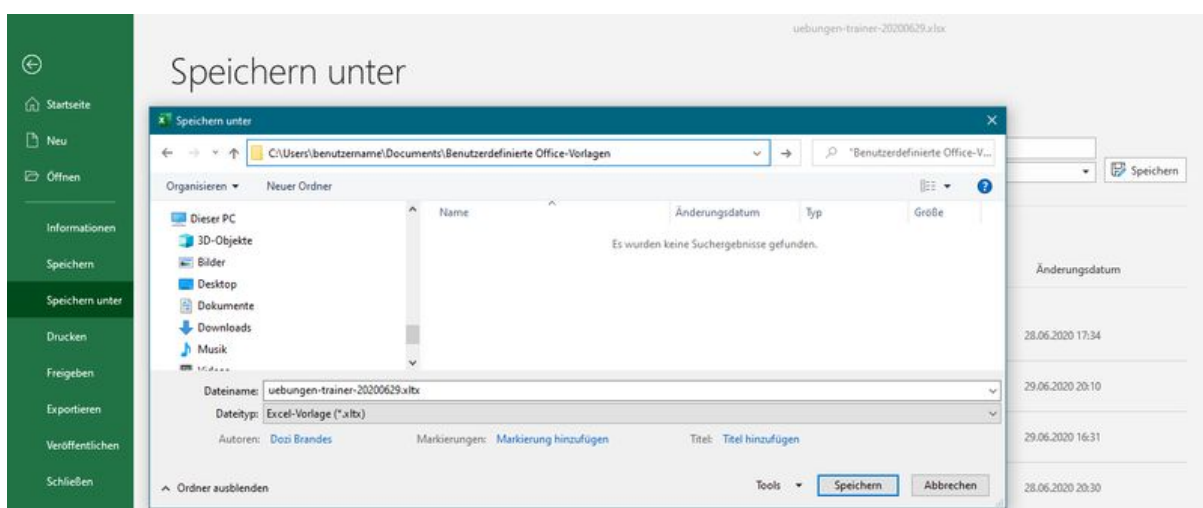 uebungen-trainer-20200629.xlsx
Speichern unter
Startseite
Neu
Öffnen
Informationen
Speichern
Speichern unter
Drucken
Freigeben
Exportieren
Veröffentlichen
Schließen
Speichern unter
C:\Users\benutzername\Documents\Benutzerdefinierte Office-Vorlagen
"Benutzerdefinierte Office-V...
Organisieren
Neuer Ordner
Dieser PC
3D-Objekte
Bilder
Desktop
Dokumente
Downloads
Musik
Name Änderungsdatum Typ Größe
Es wurden keine Suchergebnisse gefunden.
Dateiname: uebungen-trainer-20200629.xltx
Dateityp: Excel-Vorlage (*.xltx)
Autoren: Dozi Brandes Markierungen: Markierung hinzufügen Titel: Titel hinzufügen
Ordner ausblenden
Tools Speichern Abbrechen
Speichern
Änderungsdatum
28.06.2020 17:34
29.06.2020 20:10
29.06.2020 16:31
28.06.2020 20:30